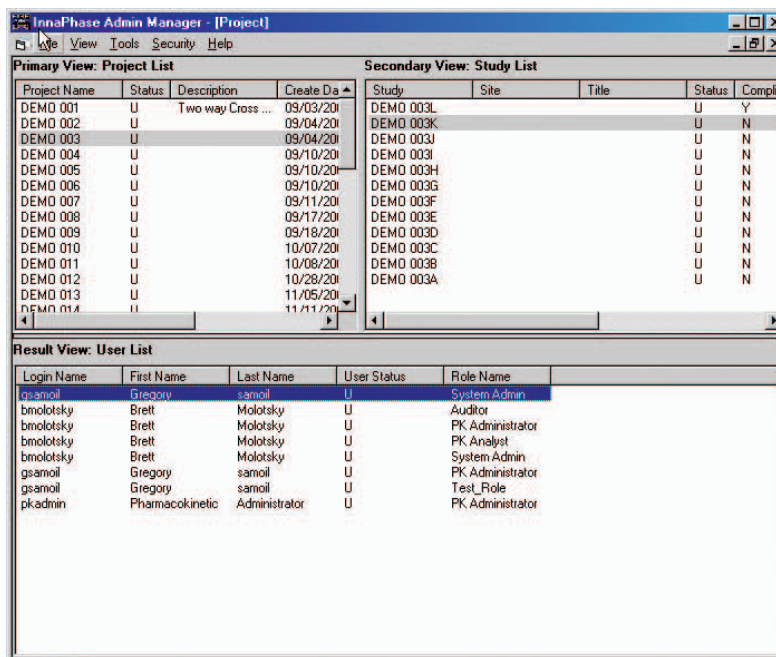 InnaPhase Admin Manager - [Project]
View Tools Security Help
Primary View: Project List
Project Name Status Description Create Da
DEMO 001 U Two way Cross ... 09/03/20
DEMO 002 U 09/04/20
DEMO 003 U 09/04/20
DEMO 004 U 09/10/20
DEMO 005 U 09/10/20
DEMO 006 U 09/10/20
DEMO 007 U 09/11/20
DEMO 008 U 09/17/20
DEMO 009 U 09/18/20
DEMO 010 U 10/07/20
DEMO 011 U 10/08/20
DEMO 012 U 10/28/20
DEMO 013 U 11/05/20
DEMO 014 U 11/11/20
Secondary View: Study List
Study Site Title Status Compli
DEMO 003L U Y
DEMO 003K U N
DEMO 003J U N
DEMO 003I U N
DEMO 003H U N
DEMO 003G U N
DEMO 003F U N
DEMO 003E U N
DEMO 003D U N
DEMO 003C U N
DEMO 003B U N
DEMO 003A U N
Result View: User List
Login Name First Name Last Name User Status Role Name
gsamoil Gregory samoil U System Admin
bmolotsky Brett Molotsky U Auditor
bmolotsky Brett Molotsky U PK Administrator
bmolotsky Brett Molotsky U PK Analyst
bmolotsky Brett Molotsky U System Admin
gsamoil Gregory samoil U PK Administrator
gsamoil Gregory samoil U Test_Role
pkadmin Pharmacokinetic Administrator U PK Administrator